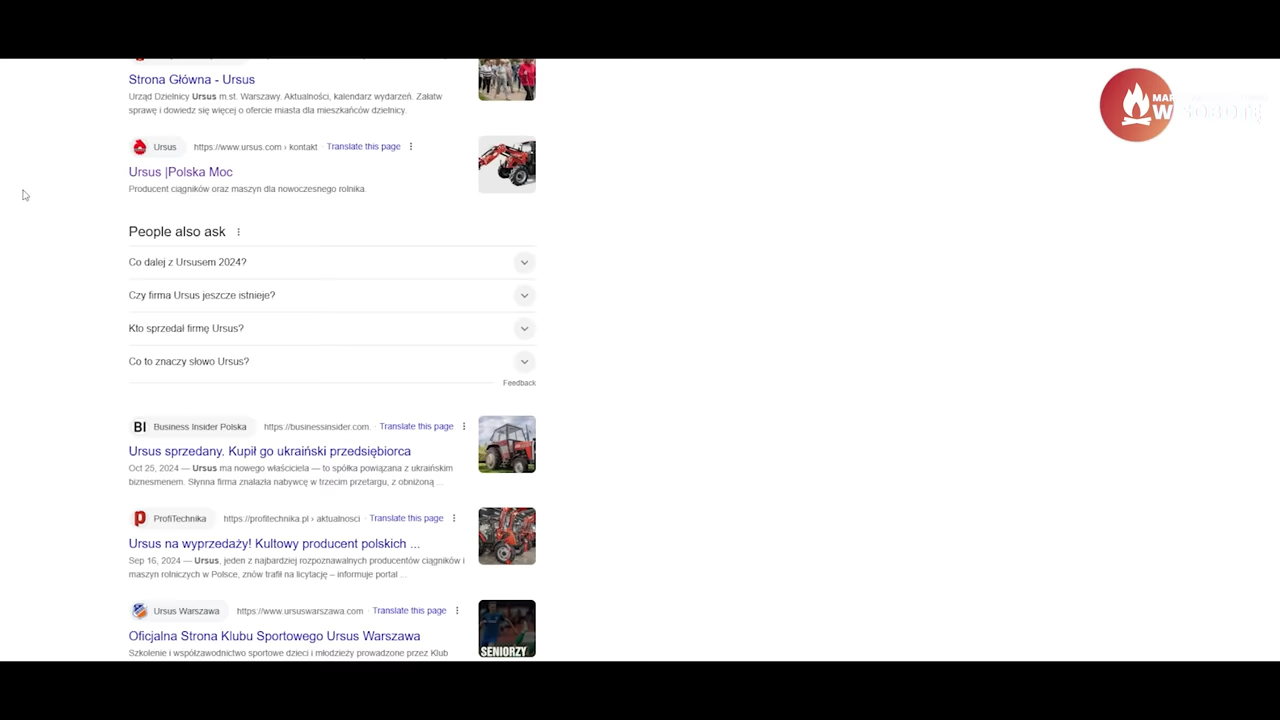 Strona Główna - Ursus
Urząd Dzielnicy Ursus m.st. Warszawy. Aktualności, kalendarz wydarzeń. Załatw
sprawę i dowiedz się więcej o ofercie miasta dla mieszkańców dzielnicy.
Ursus https://www.ursus.com › kontakt · Translate this page
Ursus |Polska Moc
Producent ciągników oraz maszyn dla nowoczesnego rolnika.
People also ask
Co dalej z Ursusem 2024?
Czy firma Ursus jeszcze istnieje?
Kto sprzedał firmę Ursus?
Co to znaczy słowo Ursus?
Feedback
BI Business Insider Polska https://businessinsider.com. · Translate this page
Ursus sprzedany. Kupił go ukraiński przedsiębiorca
Oct 25, 2024 — Ursus ma nowego właściciela — to spółka powiązana z ukraińskim
biznesmenem. Słynna firma znalazła nabywcę w trzecim przetargu, z obniżoną ...
ProfiTechnika https://profitechnika.pl › aktualnosci · Translate this page
Ursus na wyprzedaży! Kultowy producent polskich ...
Sep 16, 2024 — Ursus, jeden z najbardziej rozpoznawalnych producentów ciągników i
maszyn rolniczych w Polsce, znów trafił na licytację – informuje portal ...
Ursus Warszawa https://www.ursuswarszawa.com · Translate this page
Oficjalna Strona Klubu Sportowego Ursus Warszawa
Szkolenie i współzawodnictwo sportowe dzieci i młodzieży prowadzone przez Klub
SENIORZY
W SOBOTĘ